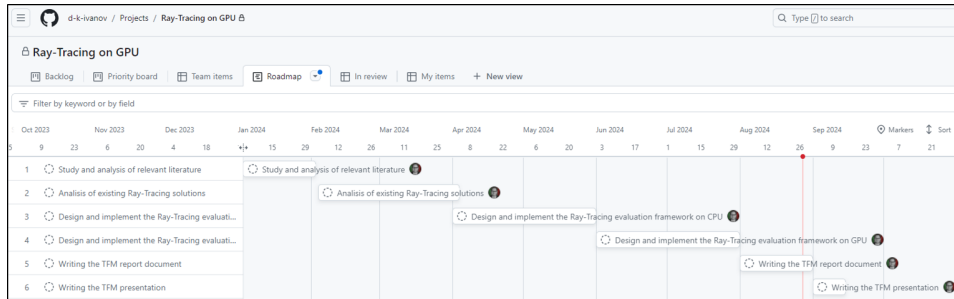 d-k-ivanov / Projects / Ray-Tracing on GPU
Type / to search
Ray-Tracing on GPU
Backlog Priority board Team items Roadmap In review My items + New view
Filter by keyword or by field
Oct 2023 Nov 2023 Dec 2023 Jan 2024 Feb 2024 Mar 2024 Apr 2024 May 2024 Jun 2024 Jul 2024 Aug 2024 Sep 2024 Markers Sort
5 9 23 6 20 4 18 15 29 12 26 11 25 8 22 6 20 3 17 1 15 29 12 26 9 23 7 21
1 Study and analysis of relevant literature Study and analysis of relevant literature
2 Analisis of existing Ray-Tracing solutions Analisis of existing Ray-Tracing solutions
3 Design and implement the Ray-Tracing evaluati... Design and implement the Ray-Tracing evaluation framework on CPU
4 Design and implement the Ray-Tracing evaluati... Design and implement the Ray-Tracing evaluation framework on GPU
5 Writing the TFM report document Writing the TFM report document
6 Writing the TFM presentation Writing the TFM presentation